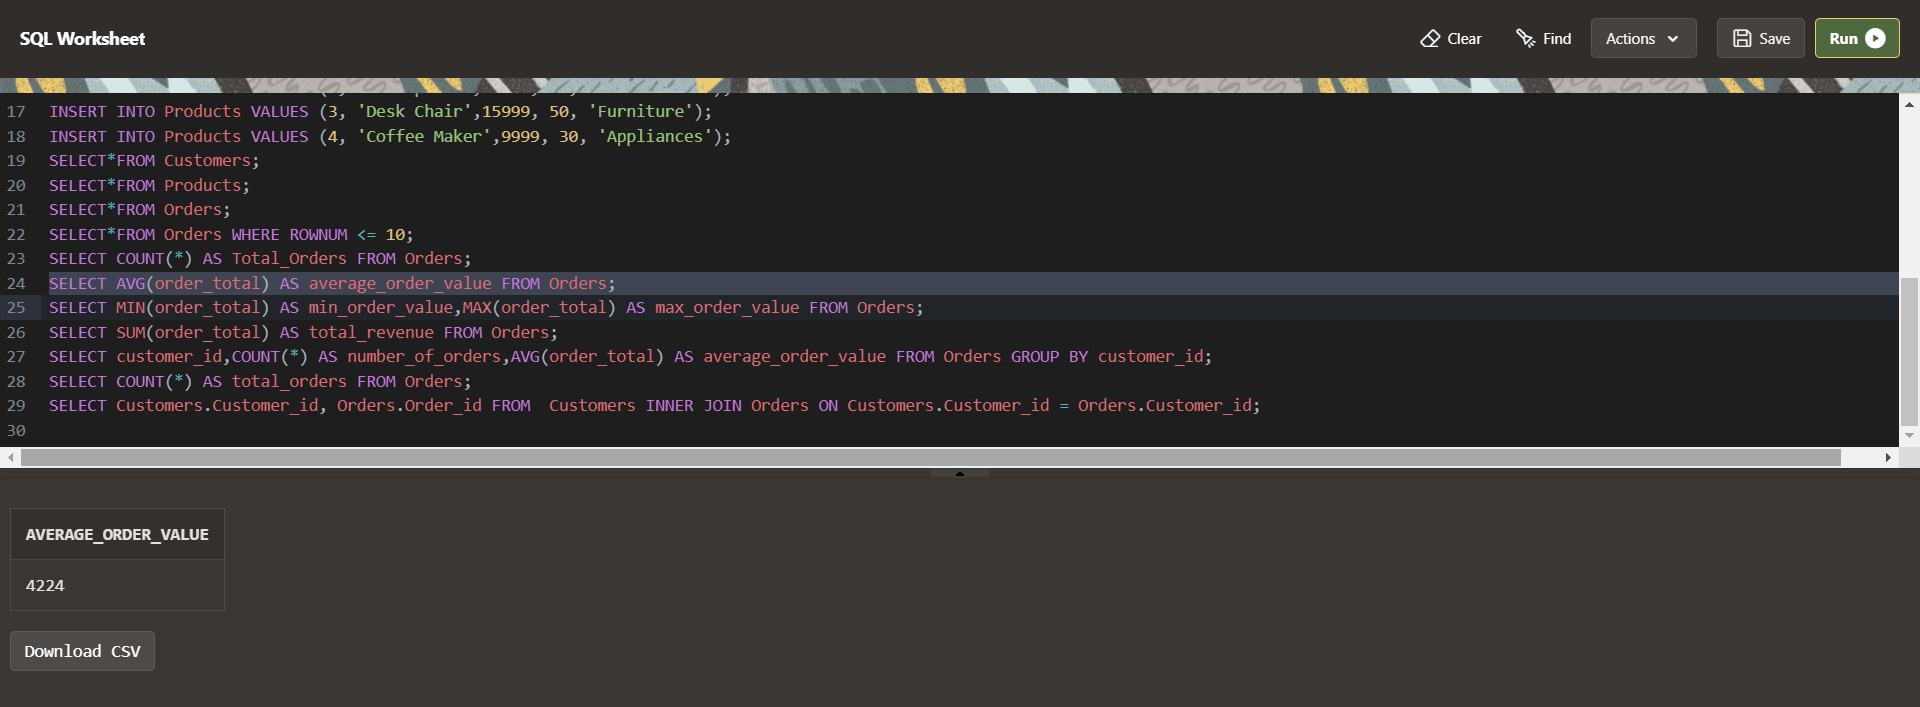 SQL Worksheet
Clear Find Actions Save Run
17 INSERT INTO Products VALUES (3, 'Desk Chair',15999, 50, 'Furniture');
18 INSERT INTO Products VALUES (4, 'Coffee Maker',9999, 30, 'Appliances');
19 SELECT*FROM Customers;
20 SELECT*FROM Products;
21 SELECT*FROM Orders;
22 SELECT*FROM Orders WHERE ROWNUM <= 10;
23 SELECT COUNT(*) AS Total_Orders FROM Orders;
24 SELECT AVG(order_total) AS average_order_value FROM Orders;
25 SELECT MIN(order_total) AS min_order_value,MAX(order_total) AS max_order_value FROM Orders;
26 SELECT SUM(order_total) AS total_revenue FROM Orders;
27 SELECT customer_id,COUNT(*) AS number_of_orders,AVG(order_total) AS average_order_value FROM Orders GROUP BY customer_id;
28 SELECT COUNT(*) AS total_orders FROM Orders;
29 SELECT Customers.Customer_id, Orders.Order_id FROM  Customers INNER JOIN Orders ON Customers.Customer_id = Orders.Customer_id;
30
AVERAGE_ORDER_VALUE
4224
Download CSV